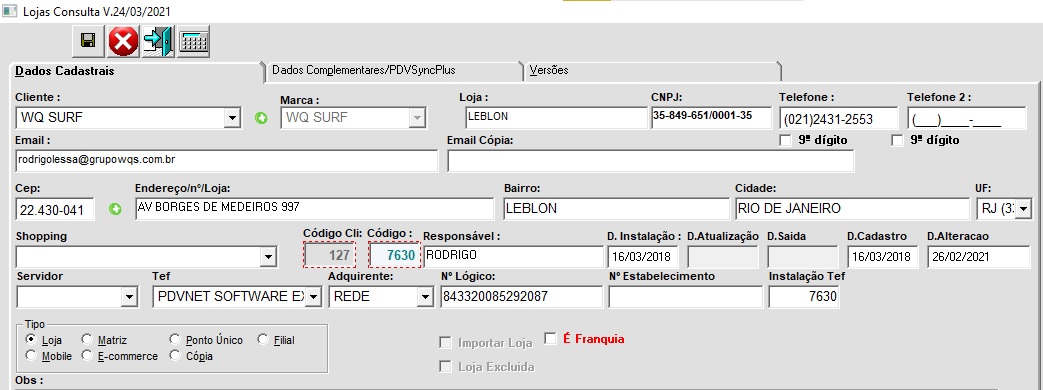 Lojas Consulta V.24/03/2021
Dados Cadastrais Dados Complementares/PDVSyncPlus Versões
Cliente : Marca : Loja : CNPJ: Telefone : Telefone 2 :
WQ SURF WQ SURF LEBLON 35-849-651/0001-35 (021)2431-2553 (___)____-____
Email : Email Cópia: 9º dígito 9º dígito
rodrigolessa@grupowqs.com.br
Cep: Endereço/nº/Loja: Bairro: Cidade: UF:
22.430-041 AV BORGES DE MEDEIROS 997 LEBLON RIO DE JANEIRO RJ (3
Shopping Código Cli: Código : Responsável : D. Instalação : D.Atualização D.Saida D.Cadastro D.Alteracao
127 7630 RODRIGO 16/03/2018 16/03/2018 26/02/2021
Servidor Tef Adquirente: Nº Lógico: Nº Estabelecimento Instalação Tef
PDVNET SOFTWARE EX REDE 843320085292087 7630
Tipo
Loja Matriz Ponto Único Filial Importar Loja É Franquia
Mobile E-commerce Cópia Loja Excluida
Obs :